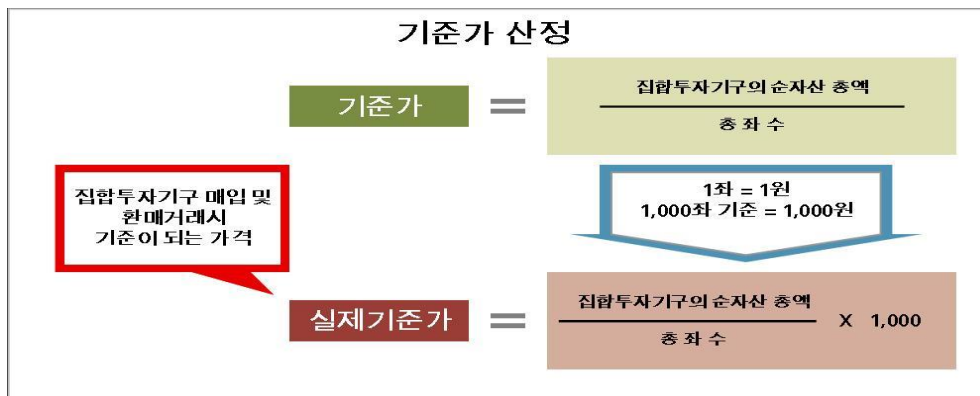 기준가 산정
기준가
=
집합투자기구의 순자산 총액
총 좌 수
집합투자기구 매입 및
환매거래시
기준이 되는 가격
1좌 = 1원
1,000좌 기준 = 1,000원
실제기준가
=
집합투자기구의 순자산 총액
총 좌 수
X 1,000